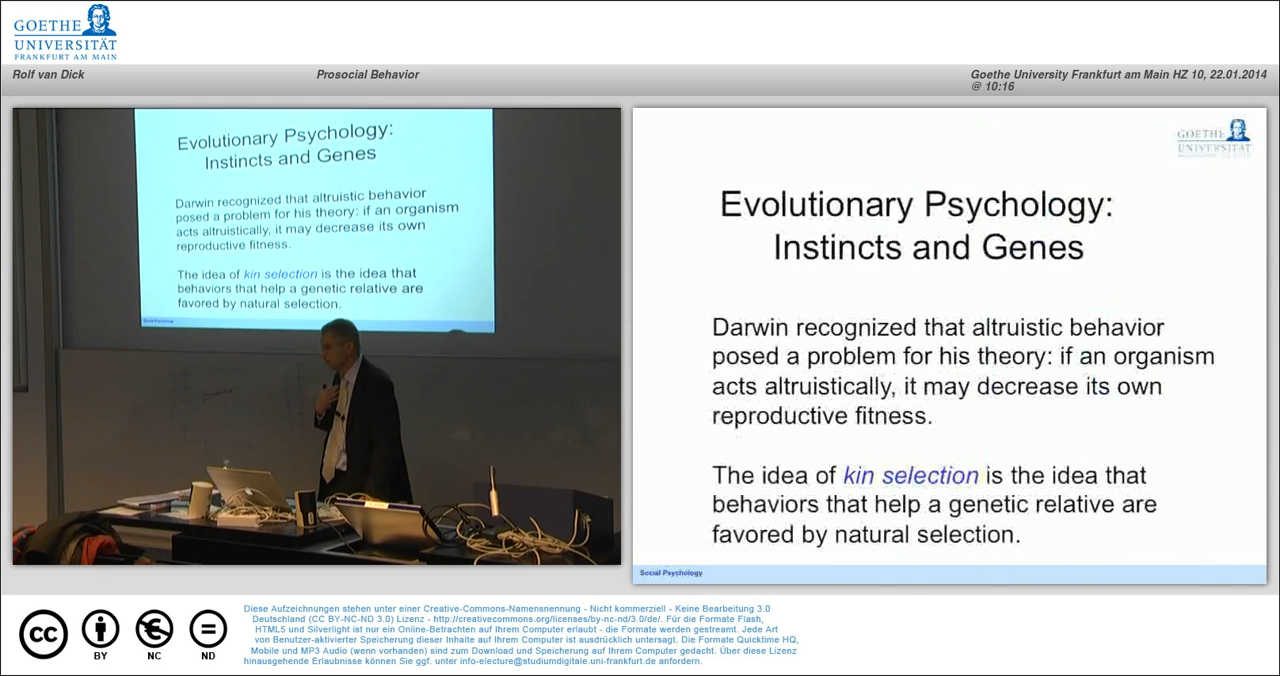 GOETHE
UNIVERSITÄT
FRANKFURT AM MAIN
Rolf van Dick
Prosocial Behavior
Goethe University Frankfurt am Main HZ 10, 22.01.2014
@ 10:16
Evolutionary Psychology:
Instincts and Genes
Darwin recognized that altruistic behavior
posed a problem for his theory: if an organism
acts altruistically, it may decrease its own
reproductive fitness.
The idea of kin selection is the idea that
behaviors that help a genetic relative are
favored by natural selection.
Social Psychology
GOETHE
UNIVERSITÄT
Evolutionary Psychology:
Instincts and Genes
Darwin recognized that altruistic behavior
posed a problem for his theory: if an organism
acts altruistically, it may decrease its own
reproductive fitness.
The idea of kin selection is the idea that
behaviors that help a genetic relative are
favored by natural selection.
Social Psychology
cc
BY
NC
ND
Diese Aufzeichnungen stehen unter einer Creative-Commons-Namensnennung - Nicht kommerziell - Keine Bearbeitung 3.0
Deutschland (CC BY-NC-ND 3.0) Lizenz - http://creativecommons.org/licenses/by-nc-nd/3.0/de/. Für die Formate Flash,
HTML5 und Silverlight ist nur ein Online-Betrachten auf Ihrem Computer erlaubt - die Formate werden gestreamt. Jede Art
von Benutzer-aktivierter Speicherung dieser Inhalte auf Computer ist ausdrücklich untersagt. Die Formate Quicktime HQ,
Mobile und MP3 Audio (wenn vorhanden) sind zum Download und Speicherung auf Ihrem Computer gedacht. Über diese Lizenz
hinausgehende Erlaubnisse können Sie ggf. unter info-electure@studiumdigitale.uni-frankfurt.de anfordern.